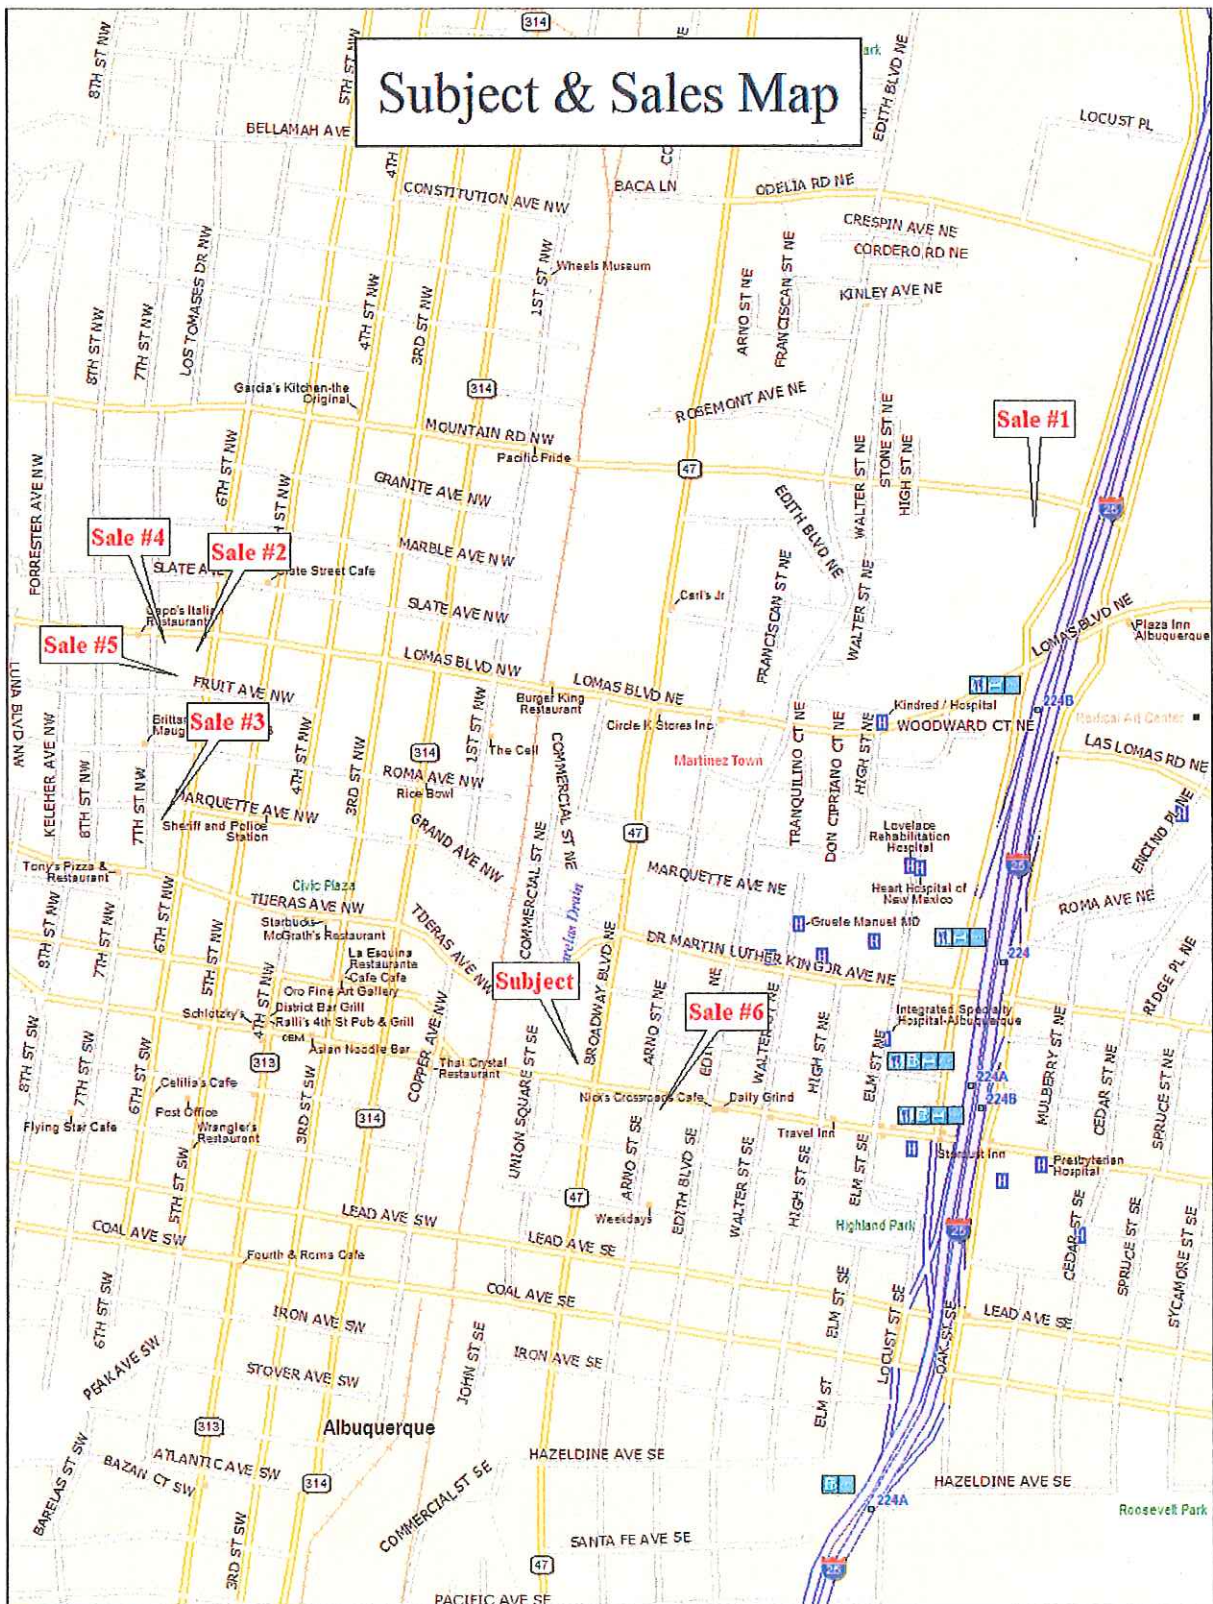 314
Subject & Sales Map
8TH ST NW
5TH ST NW
EDITH BLVD NE
LOCUST PL
BELLAMAH AVE
4TH
CONSTITUTION AVE NW
BACA LN
ODELIA RD NE
CRESPIN AVE NE
CORDERO RD NE
KINLEY AVE NE
1ST ST NW
Wheels Museum
ARNO ST NE
FRANCISCAN ST NE
8TH ST NW
7TH ST NW
LOS TOMASES DR NW
4TH ST NW
3RD ST NW
314
Garcia's Kitchen-the
Original
ROSEMONT AVE NE
Sale #1
MOUNTAIN RD NW
Pacific Pride
47
WALTER ST NE
STONE ST NE
HIGH ST NE
6TH ST NW
GRANITE AVE NW
FORRESTER AVE NW
EDITH BLVD NE
25
Sale #4
Sale #2
MARBLE AVE NW
SLATE AVE
State Street Cafe
SLATE AVE NW
Carl's Jr
FRANCISCAN ST NE
WALTER ST NE
LOMAS BLVD NE
Plaza Inn
Albuquerque
Restaurant
Sale #5
LOMAS BLVD NW
LUNA BLVD NW
FRUIT AVE NW
Burger King
Restaurant
LOMAS BLVD NE
Circle K Stores Inc
Kindred / Hospital
WOODWARD CT NE
224B
Radical Art Center
Sale #3
LAS LOMAS RD NE
KELEHER AVE NW
8TH ST NW
7TH ST NW
4TH ST NW
3RD ST NW
314
1ST ST NW
The Cell
Martinez Town
TRANQUILINO CT NE
DON CIPRIANO CT NE
HIGH ST NE
ROMA AVE NW
Rice Bowl
COMMERCIAL ST NE
MARQUETTE AVE NW
Sheriff and Police
Station
GRAND AVE NW
47
Lovelace
Rehabilitation
Hospital
Heart Hospital of
New Mexico
ENCINO PL NE
25
Tony's Pizza &
Restaurant
Civic Plaza
MARQUETTE AVE NE
ROMA AVE NE
TIJERAS AVE NW
Starbucks
McGrath's Restaurant
TIJERAS AVE NW
COMMERCIAL ST NE
Gruele Manuel MD
DR MARTIN LUTHER KING JR AVE NE
224
8TH ST NW
7TH ST NW
6TH ST NW
5TH ST NW
La Esquina
Restaurante
Cafe Cafe
Oro Fine Art Gallery
District Bar Grill
Ralli's 4th St Pub & Grill
Schlotzky's
4TH ST NW
Asian Noodle Bar
Subject
BROADWAY BLVD NE
ARNO ST NE
Sale #6
HIGH ST NE
ELM ST NE
Integrated Specialty
Hospital-Albuquerque
RIDGE PL NE
313
COPPER AVE NW
Thai Crystal
Restaurant
UNION SQUARE ST SE
MULBERRY ST NE
CEDAR ST NE
SPRUCE ST NE
224A
224B
8TH ST SW
7TH ST SW
6TH ST SW
Celilia's Cafe
Post Office
Wrangler's
Restaurant
Flying Star Cafe
3RD ST SW
314
Nick's Crossroads Cafe
Daily Grind
Travel Inn
Stardust Inn
Presbyterian
Hospital
5TH ST SW
47
ARNO ST SE
Weekdays
EDITH BLVD SE
WALTER ST SE
HIGH ST SE
ELM ST SE
Highland Park
25
CEDAR ST SE
SPRUCE ST SE
SYCAMORE ST SE
COAL AVE SW
LEAD AVE SW
LEAD AVE SE
Fourth & Roma Cafe
COAL AVE SE
6TH ST SW
IRON AVE SW
ELM ST SE
LOCUST ST SE
OAK ST SE
LEAD AVE SE
PEAK AVE SW
STOVER AVE SW
JOHN ST SE
IRON AVE SE
ELM ST
313
Albuquerque
BARELAS ST SW
ATLANTIC AVE SW
BAZAN CT SW
314
COMMERCIAL ST SE
HAZELDINE AVE SE
HAZELDINE AVE SE
224A
Roosevelt Park
3RD ST SW
SANTA FE AVE SE
47
25
PACIFIC AVE SE